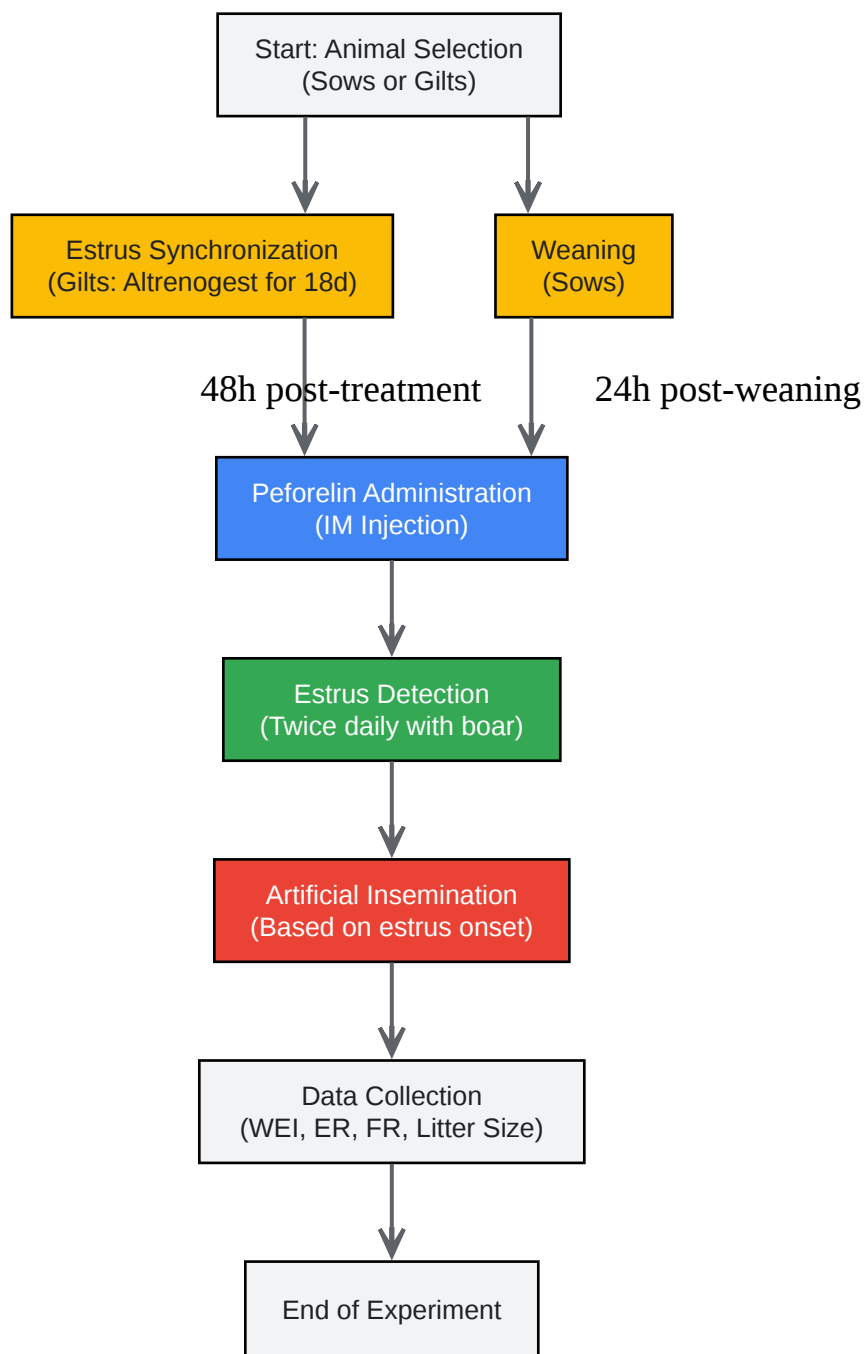 Start: Animal Selection
(Sows or Gilts)
Estrus Synchronization
(Gilts: Altrenogest for 18d)
Weaning
(Sows)
48h post-treatment
24h post-weaning
Peforelin Administration
(IM Injection)
Estrus Detection
(Twice daily with boar)
Artificial Insemination
(Based on estrus onset)
Data Collection
(WEI, ER, FR, Litter Size)
End of Experiment